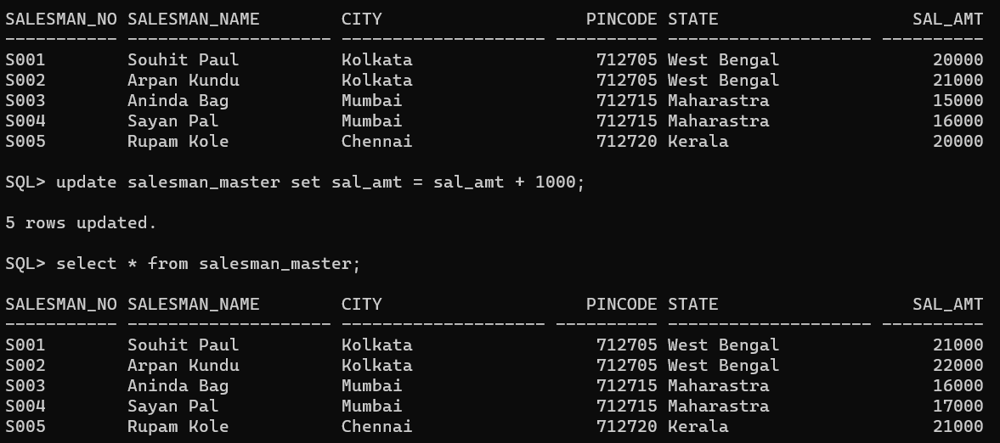 SALESMAN_NO SALESMAN_NAME        CITY                    PINCODE STATE                   SAL_AMT
----------- -------------------- -------------------- ---------- -------------------- ----------
S001        Souhit Paul          Kolkata                  712705 West Bengal               20000
S002        Arpan Kundu          Kolkata                  712705 West Bengal               21000
S003        Aninda Bag           Mumbai                   712715 Maharastra                15000
S004        Sayan Pal            Mumbai                   712715 Maharastra                16000
S005        Rupam Kole           Chennai                  712720 Kerala                    20000
SQL> update salesman_master set sal_amt = sal_amt + 1000;
5 rows updated.
SQL> select * from salesman_master;
SALESMAN_NO SALESMAN_NAME        CITY                    PINCODE STATE                   SAL_AMT
----------- -------------------- -------------------- ---------- -------------------- ----------
S001        Souhit Paul          Kolkata                  712705 West Bengal               21000
S002        Arpan Kundu          Kolkata                  712705 West Bengal               22000
S003        Aninda Bag           Mumbai                   712715 Maharastra                16000
S004        Sayan Pal            Mumbai                   712715 Maharastra                17000
S005        Rupam Kole           Chennai                  712720 Kerala                    21000